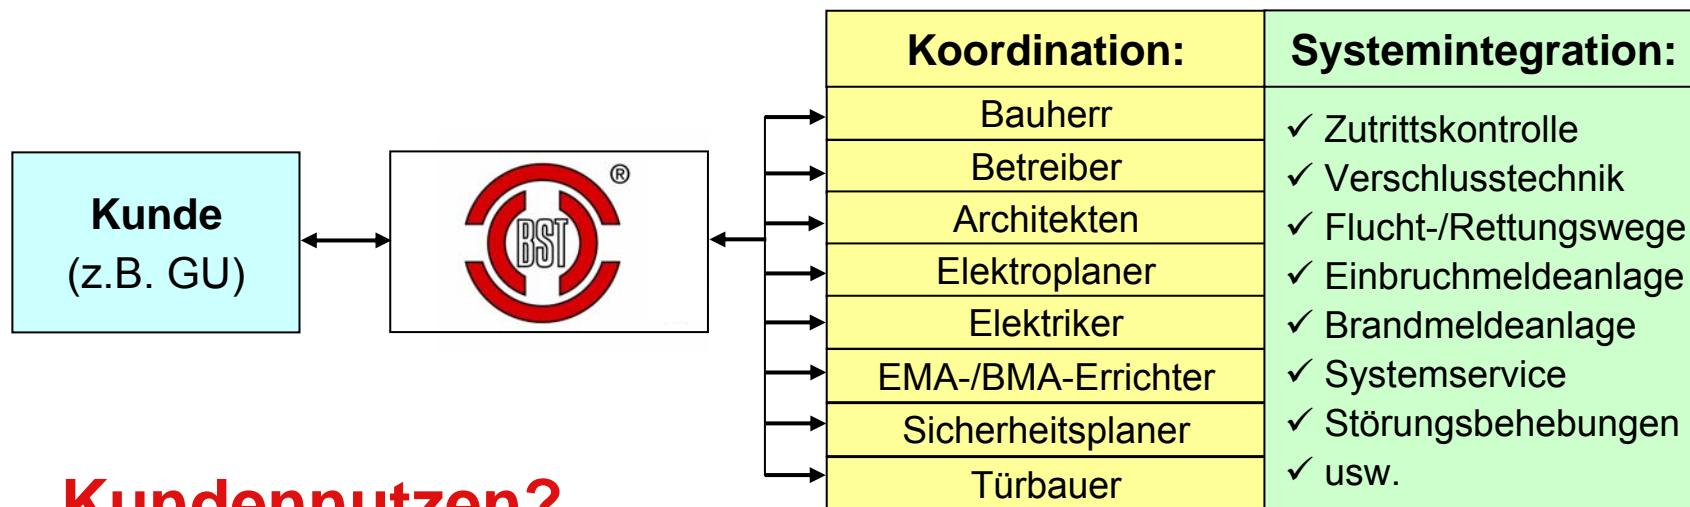 Kunde
(z.B. GU)
BST
®
Koordination:
Bauherr
Betreiber
Architekten
Elektroplaner
Elektriker
EMA-/BMA-Errichter
Sicherheitsplaner
Türbauer
Systemintegration:
✓ Zutrittskontrolle
✓ Verschlusstechnik
✓ Flucht-/Rettungswege
✓ Einbruchmeldeanlage
✓ Brandmeldeanlage
✓ Systemservice
✓ Störungsbehebungen
✓ usw.
Kundennutzen?